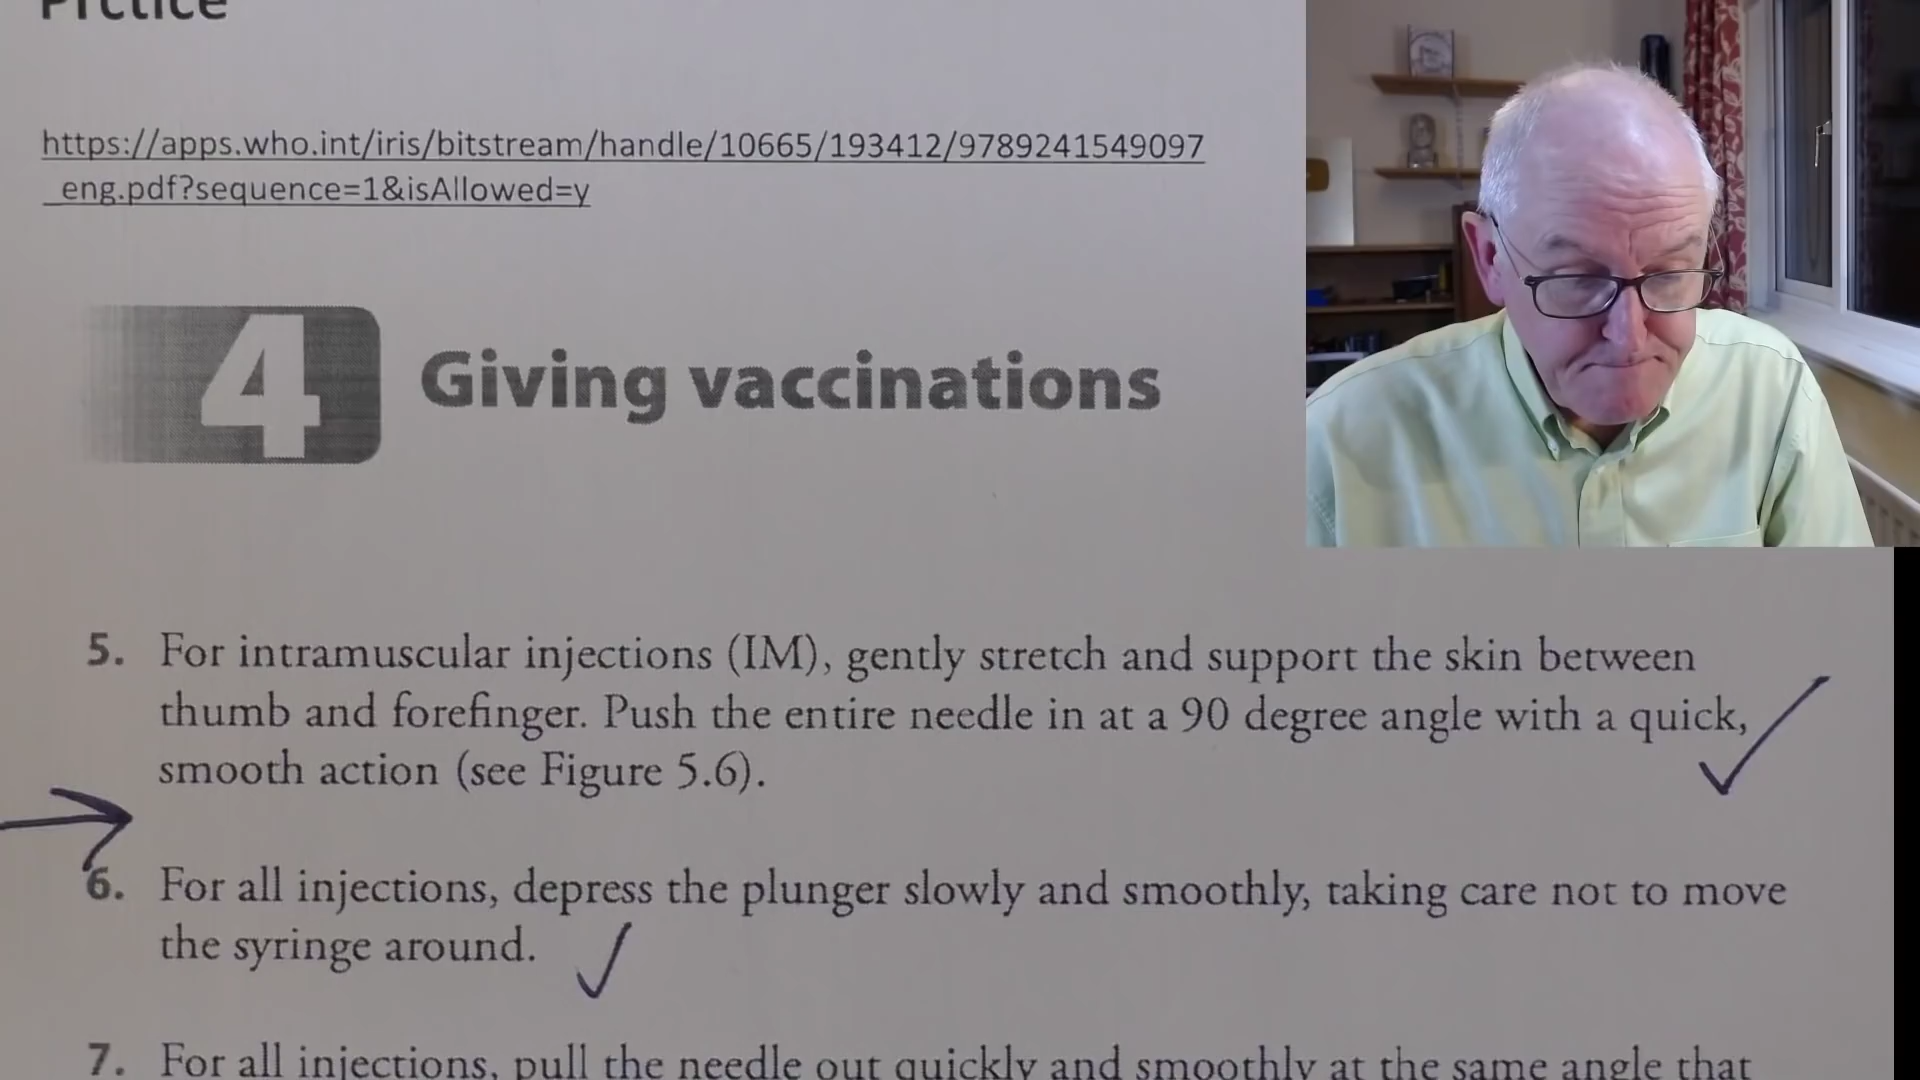 Prctice
https://apps.who.int/iris/bitstream/handle/10665/193412/9789241549097
_eng.pdf?sequence=1&isAllowed=y
4 Giving vaccinations
5. For intramuscular injections (IM), gently stretch and support the skin between
thumb and forefinger. Push the entire needle in at a 90 degree angle with a quick,
smooth action (see Figure 5.6).
6. For all injections, depress the plunger slowly and smoothly, taking care not to move
the syringe around.
7. For all injections, pull the needle out quickly and smoothly at the same angle that